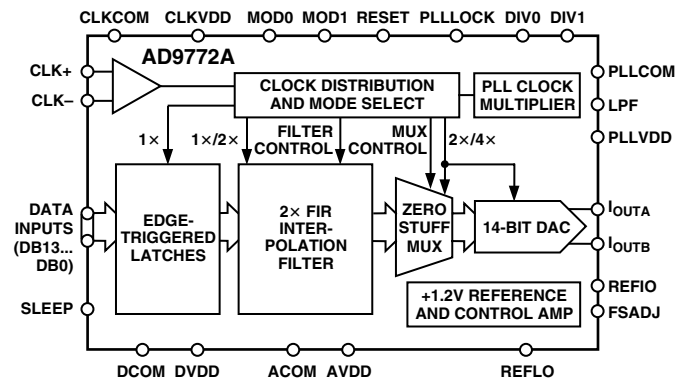 CLKCOM CLKVDD MOD0 MOD1 RESET PLLLOCK DIV0 DIV1
AD9772A
CLK+
CLK–
CLOCK DISTRIBUTION
AND MODE SELECT
PLL CLOCK
MULTIPLIER
PLLCOM
LPF
PLLVDD
1×
1×/2×
FILTER
CONTROL
MUX
CONTROL
2×/4×
DATA
INPUTS
(DB13...
DB0)
EDGE-
TRIGGERED
LATCHES
2× FIR
INTER-
POLATION
FILTER
ZERO
STUFF
MUX
14-BIT DAC
IOUTA
IOUTB
SLEEP
+1.2V REFERENCE
AND CONTROL AMP
REFIO
FSADJ
DCOM DVDD ACOM AVDD REFLO